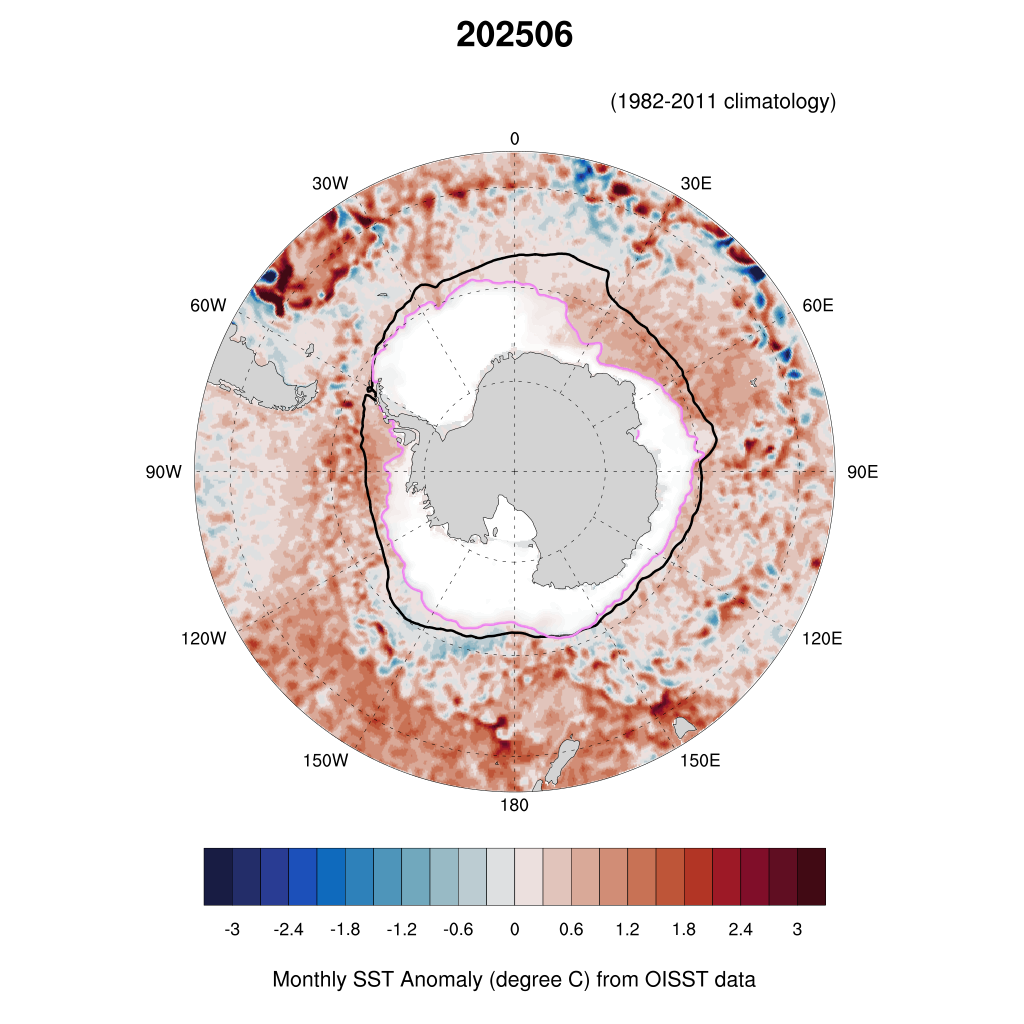 202506
(1982-2011 climatology)
0
30W
30E
60W
60E
90W
90E
120W
120E
150W
150E
180
-3 -2.4 -1.8 -1.2 -0.6 0 0.6 1.2 1.8 2.4 3
Monthly SST Anomaly (degree C) from OISST data